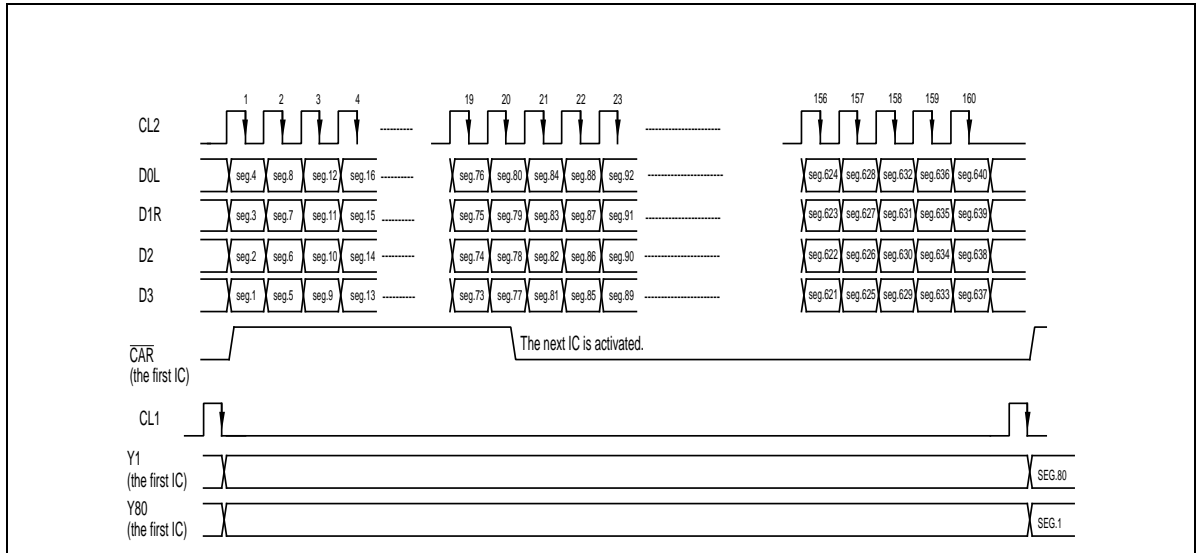 1 2 3 4 19 20 21 22 23 156 157 158 159 160
CL2
D0L seg.4 seg.8 seg.12 seg.16 seg.76 seg.80 seg.84 seg.88 seg.92 seg.624 seg.628 seg.632 seg.636 seg.640
D1R seg.3 seg.7 seg.11 seg.15 seg.75 seg.79 seg.83 seg.87 seg.91 seg.623 seg.627 seg.631 seg.635 seg.639
D2 seg.2 seg.6 seg.10 seg.14 seg.74 seg.78 seg.82 seg.86 seg.90 seg.622 seg.626 seg.630 seg.634 seg.638
D3 seg.1 seg.5 seg.9 seg.13 seg.73 seg.77 seg.81 seg.85 seg.89 seg.621 seg.625 seg.629 seg.633 seg.637
The next IC is activated.
CAR
(the first IC)
CL1
Y1
(the first IC) SEG.80
Y80
(the first IC) SEG.1